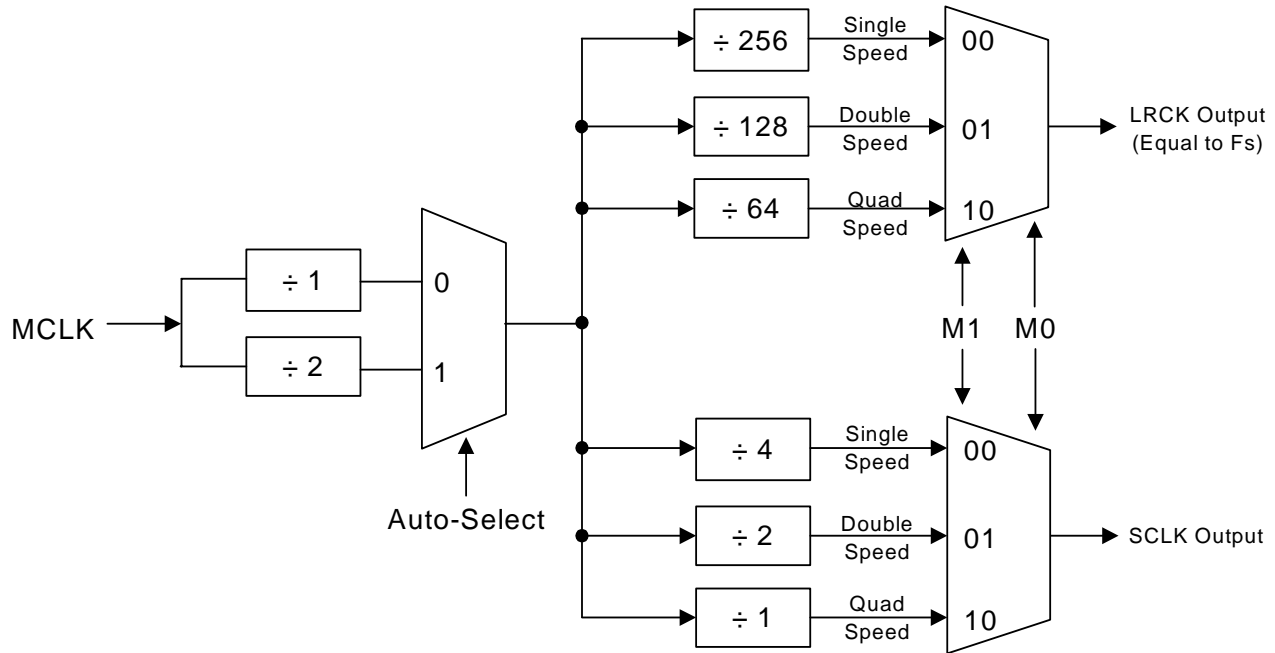 MCLK
÷ 1
÷ 2
0
1
Auto-Select
÷ 256
Single
Speed
00
÷ 128
Double
Speed
01
÷ 64
Quad
Speed
10
LRCK Output
(Equal to Fs)
M1
M0
÷ 4
Single
Speed
00
÷ 2
Double
Speed
01
÷ 1
Quad
Speed
10
SCLK Output